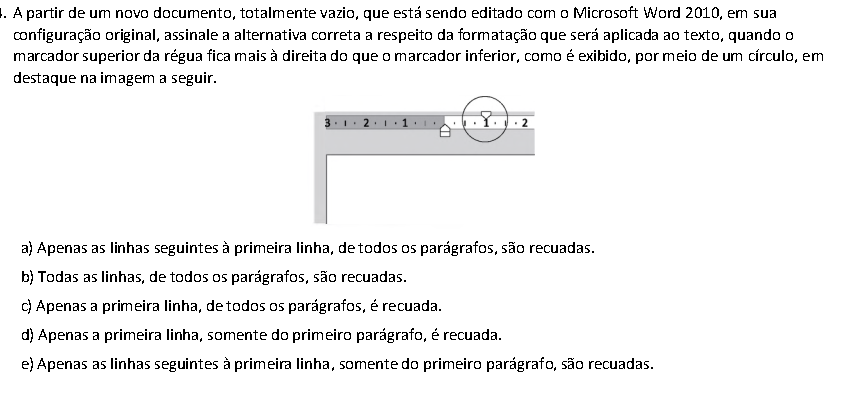 . A partir de um novo documento, totalmente vazio, que está sendo editado com o Microsoft Word 2010, em sua
configuração original, assinale a alternativa correta a respeito da formatação que será aplicada ao texto, quando o
marcador superior da régua fica mais à direita do que o marcador inferior, como é exibido, por meio de um círculo, em
destaque na imagem a seguir.
3 · ı · 2 · ı · 1 · ı · · ı · 1 · ı · 2
a) Apenas as linhas seguintes à primeira linha, de todos os parágrafos, são recuadas.
b) Todas as linhas, de todos os parágrafos, são recuadas.
c) Apenas a primeira linha, de todos os parágrafos, é recuada.
d) Apenas a primeira linha, somente do primeiro parágrafo, é recuada.
e) Apenas as linhas seguintes à primeira linha, somente do primeiro parágrafo, são recuadas.